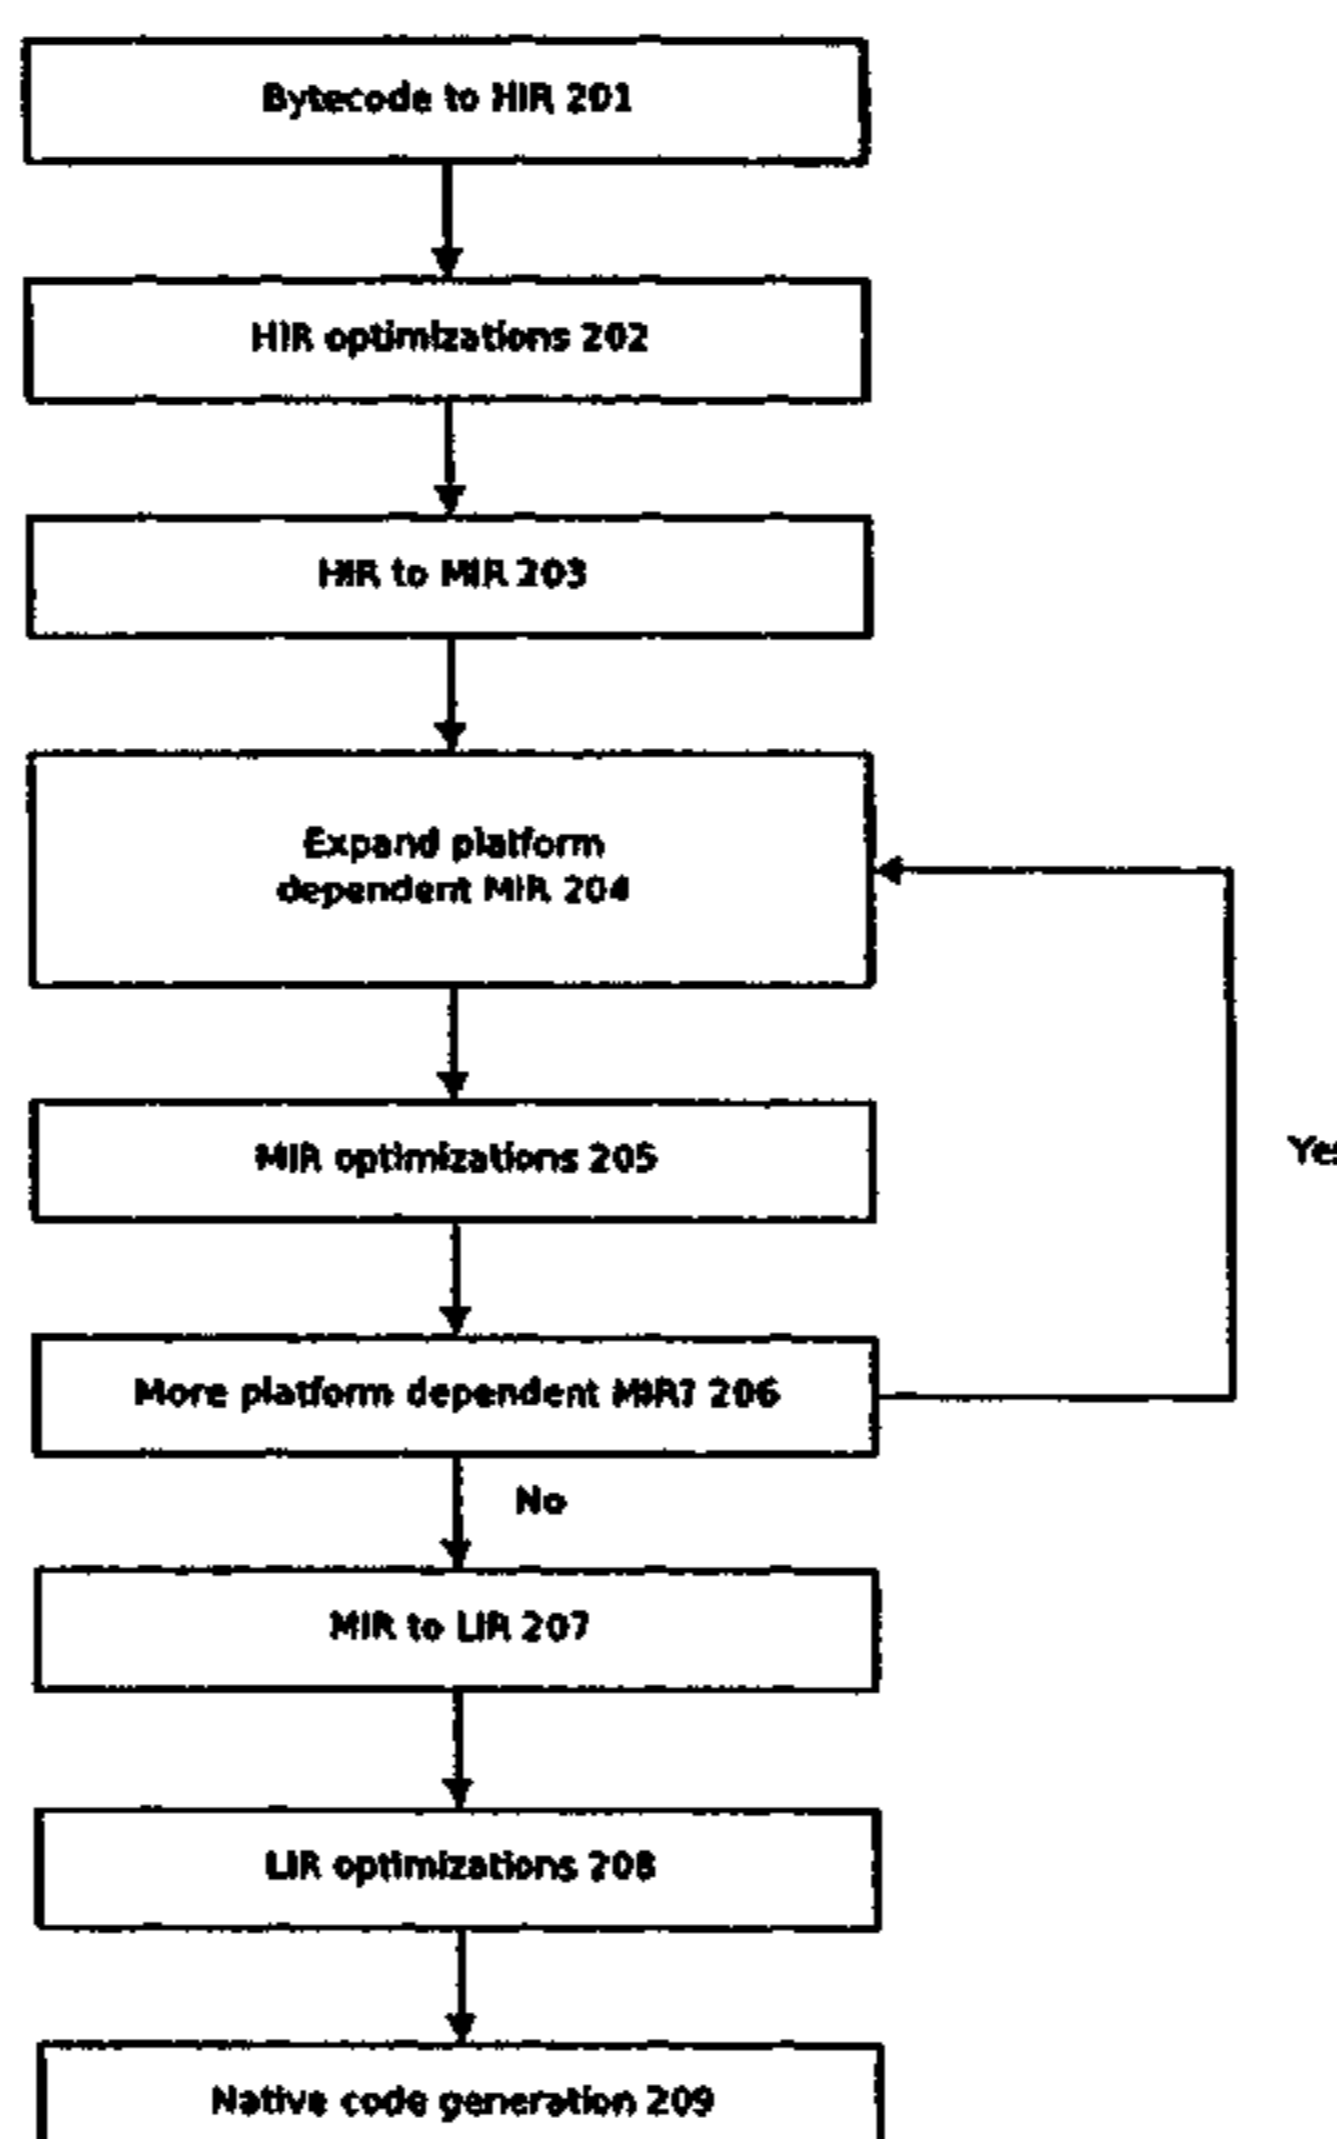 Bytecode to HIR 201
HIR optimizations 202
HIR to MIR 203
Expand platform
dependent MIR 204
MIR optimizations 205
Yes
More platform dependent MIR? 206
No
MIR to LIR 207
LIR optimizations 208
Native code generation 209